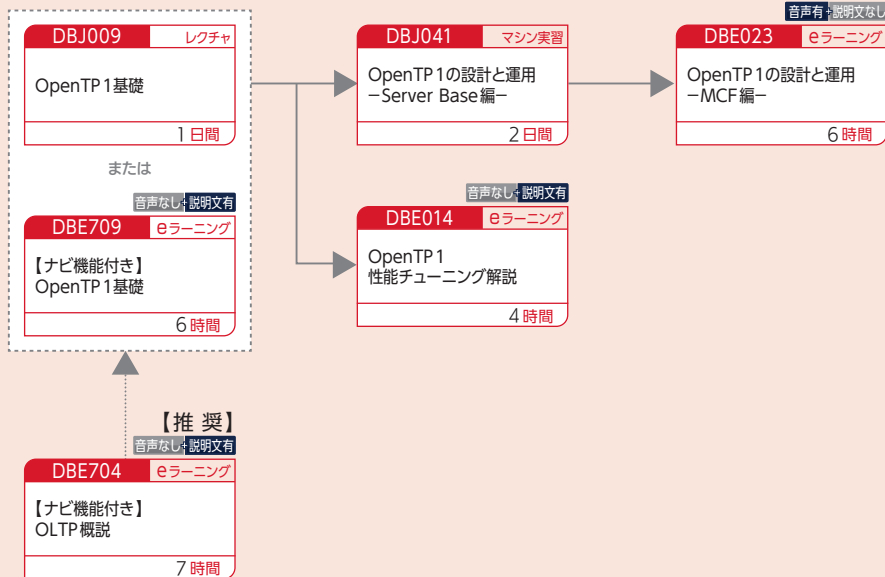 DBJ009 レクチャ
OpenTP1基礎
1日間
または
音声なし+説明文有
DBE709 eラーニング
【ナビ機能付き】
OpenTP1基礎
6時間
【推 奨】
音声なし+説明文有
DBE704 eラーニング
【ナビ機能付き】
OLTP概説
7時間
DBJ041 マシン実習
OpenTP1の設計と運用
−Server Base編−
2日間
音声なし+説明文有
DBE014 eラーニング
OpenTP1
性能チューニング解説
4時間
音声有+説明文なし
DBE023 eラーニング
OpenTP1の設計と運用
−MCF編−
6時間